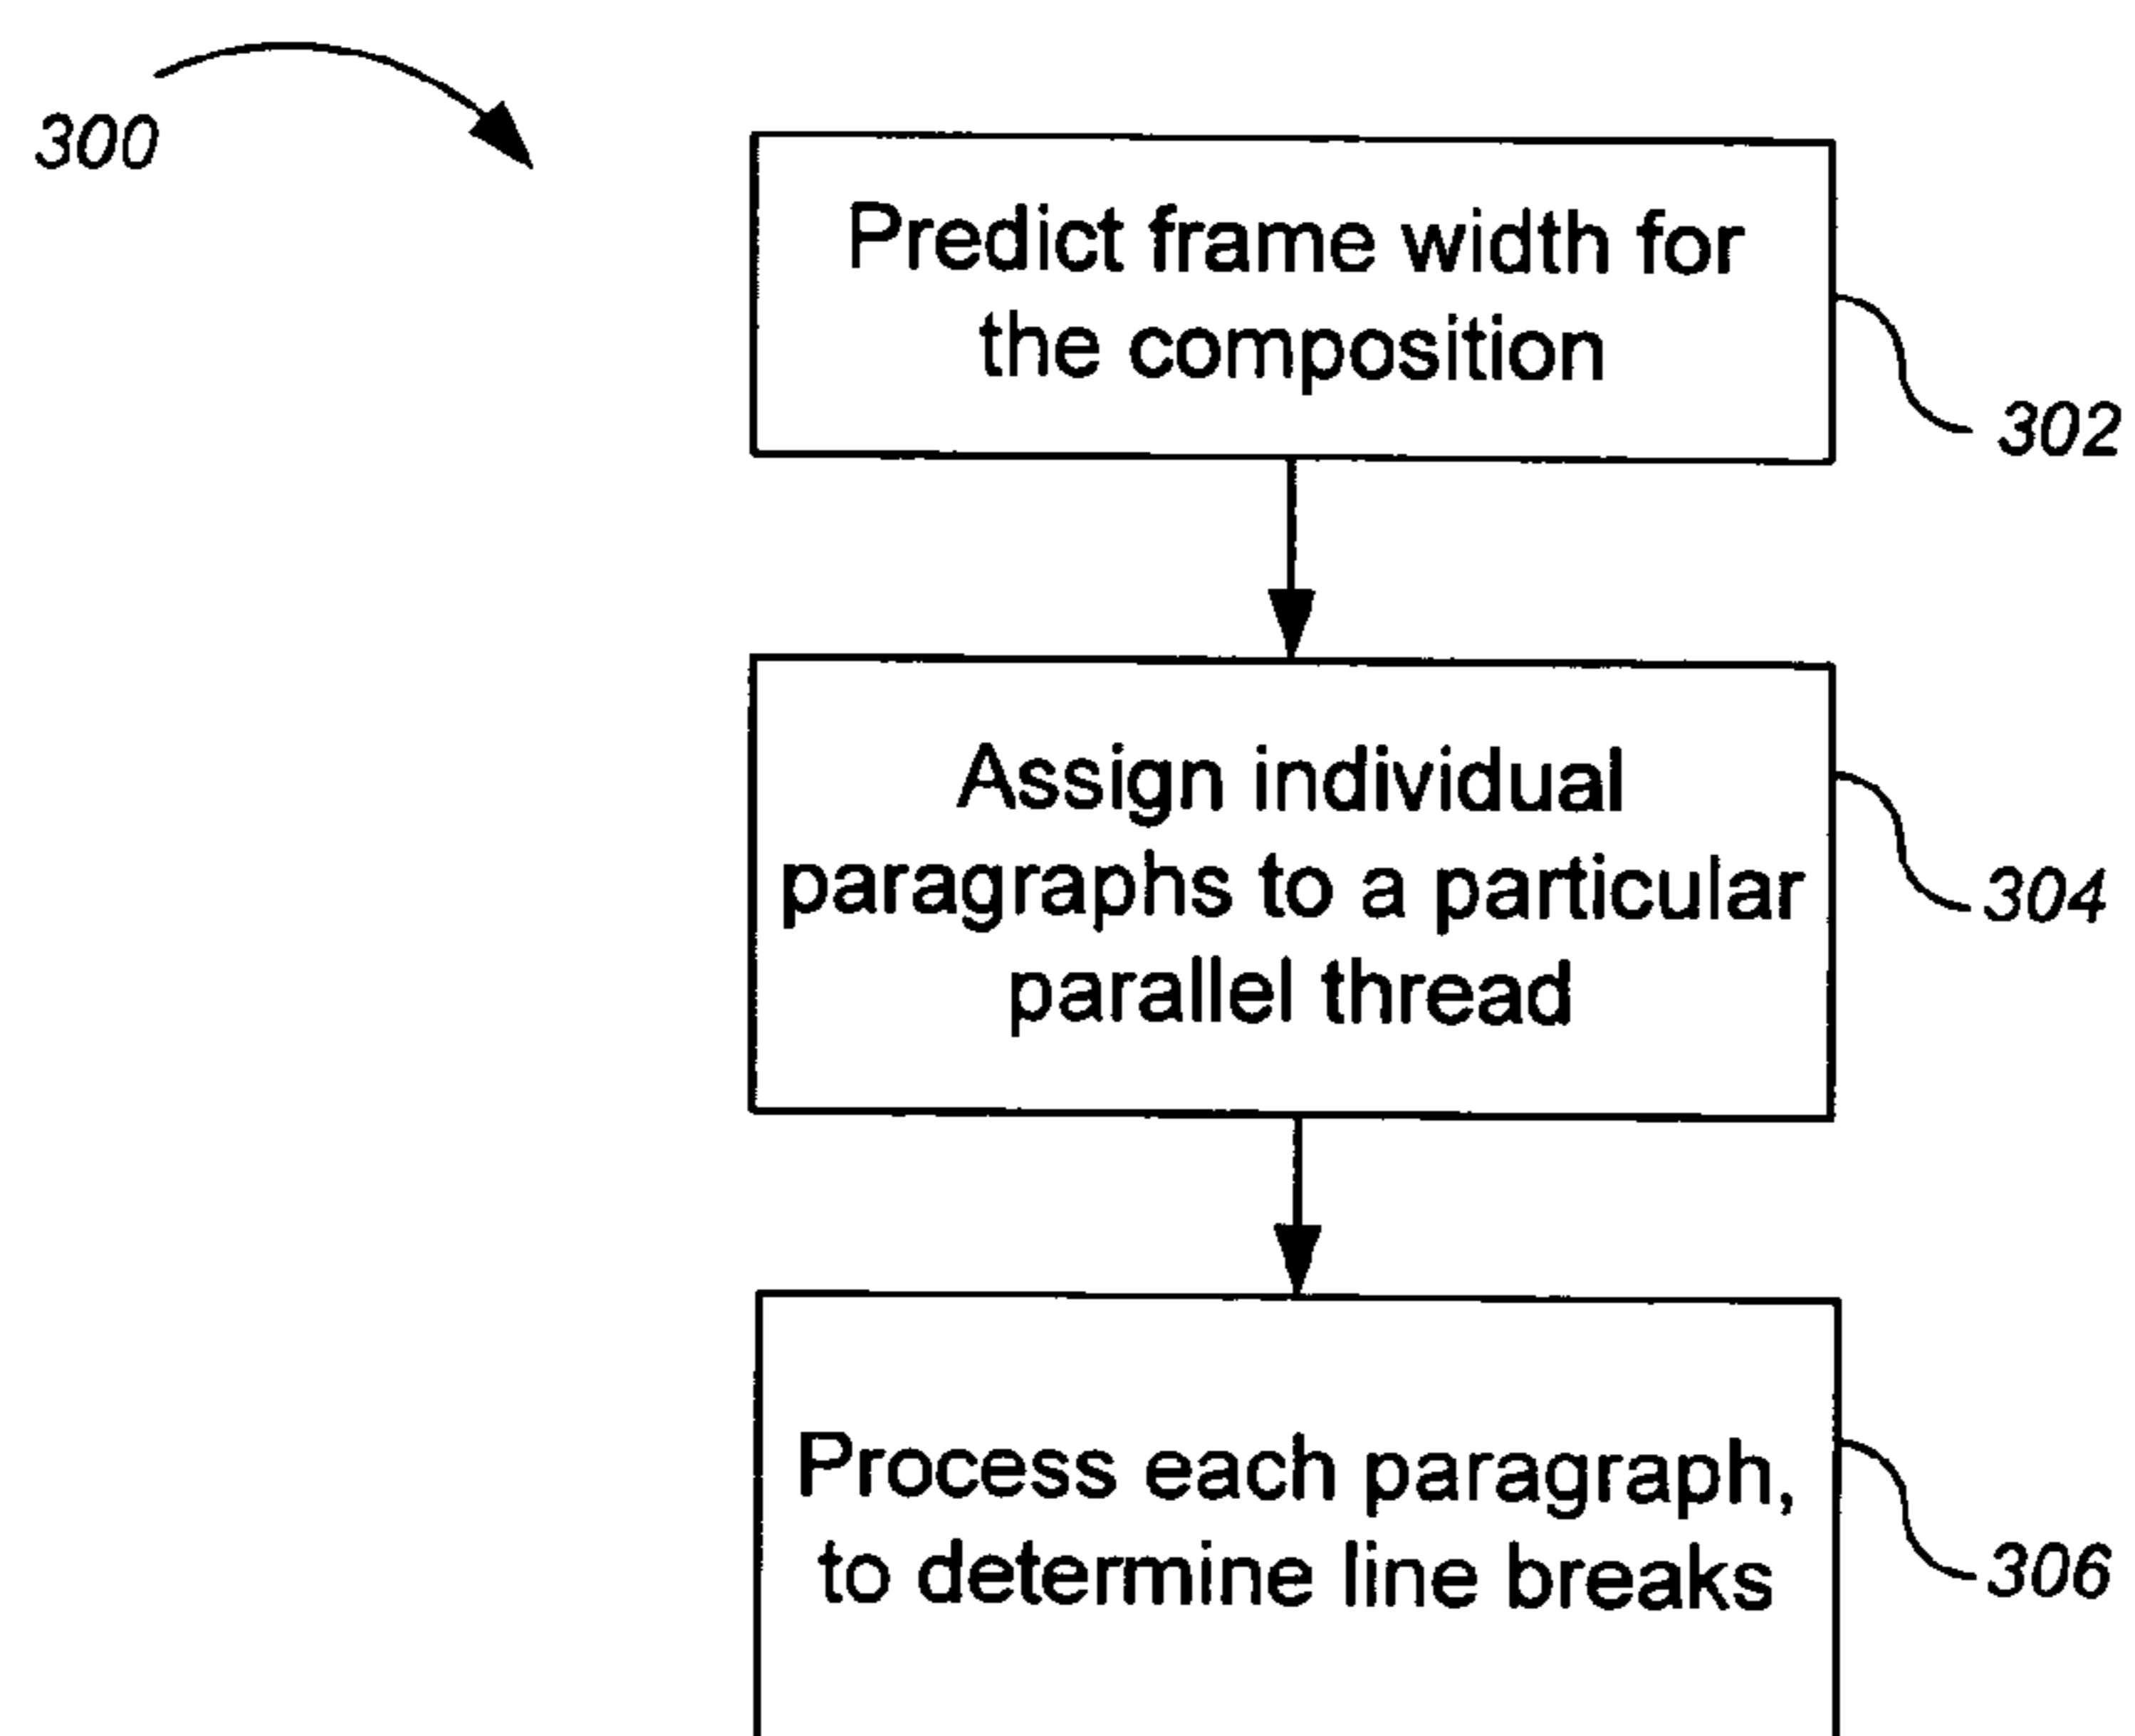 300
Predict frame width for
the composition
302
Assign individual
paragraphs to a particular
parallel thread
304
Process each paragraph,
to determine line breaks
306